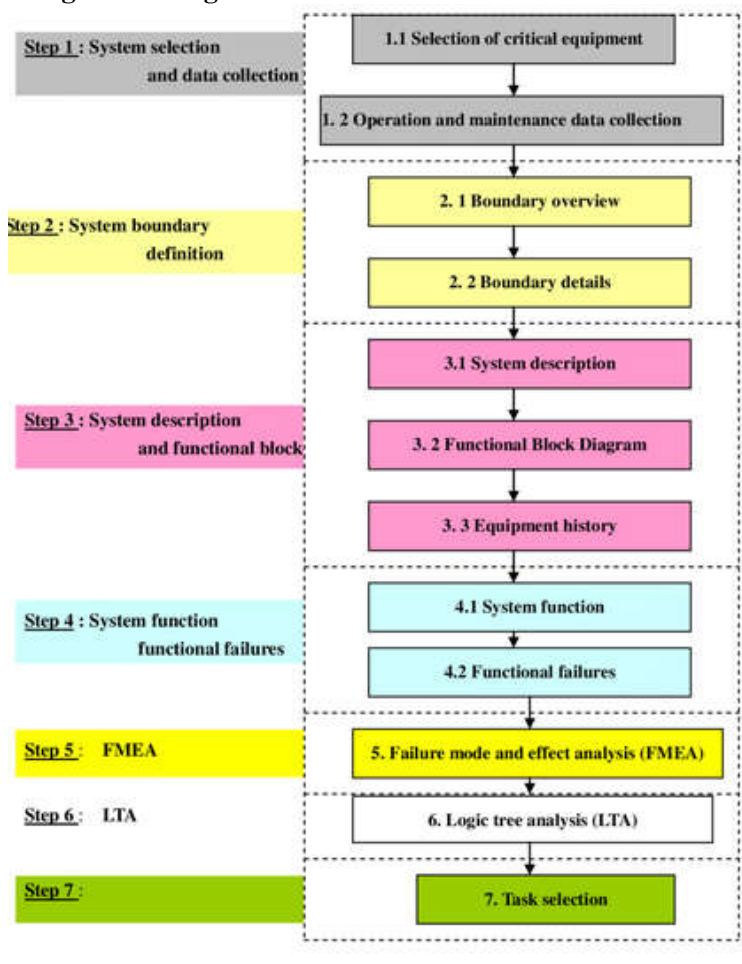 Step 1 : System selection
and data collection
1.1 Selection of critical equipment
1. 2 Operation and maintenance data collection
Step 2 : System boundary
definition
2. 1 Boundary overview
2. 2 Boundary details
Step 3 : System description
and functional block
3.1 System description
3. 2 Functional Block Diagram
3. 3 Equipment history
Step 4 : System function
functional failures
4.1 System function
4.2 Functional failures
Step 5 : FMEA
5. Failure mode and effect analysis (FMEA)
Step 6 : LTA
6. Logic tree analysis (LTA)
Step 7 :
7. Task selection